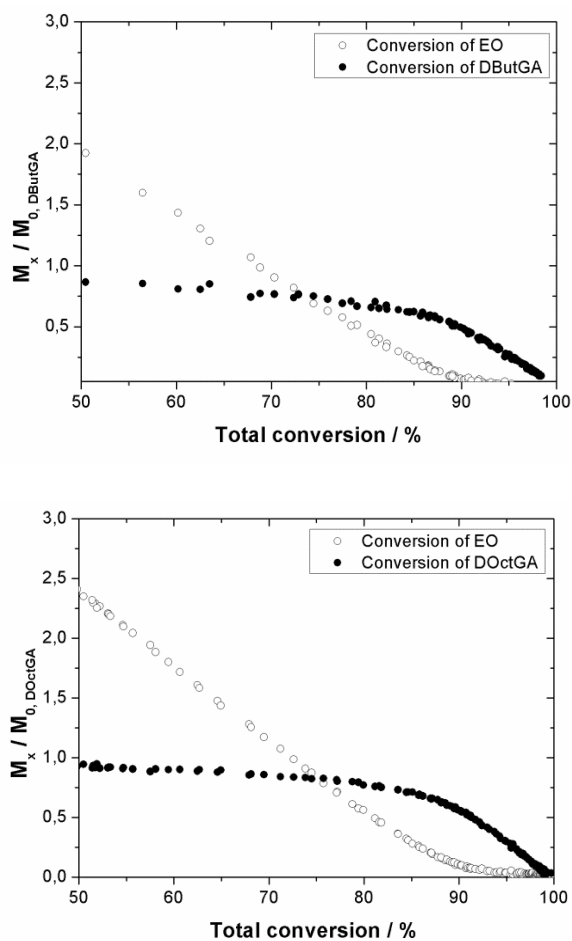 3,0
2,5
2,0
1,5
1,0
0,5
Mx / M0, DButGA
Conversion of EO
Conversion of DButGA
50 60 70 80 90 100
Total conversion / %
3,0
2,5
2,0
1,5
1,0
0,5
0,0
Mx / M0, DOctGA
Conversion of EO
Conversion of DOctGA
50 60 70 80 90 100
Total conversion / %